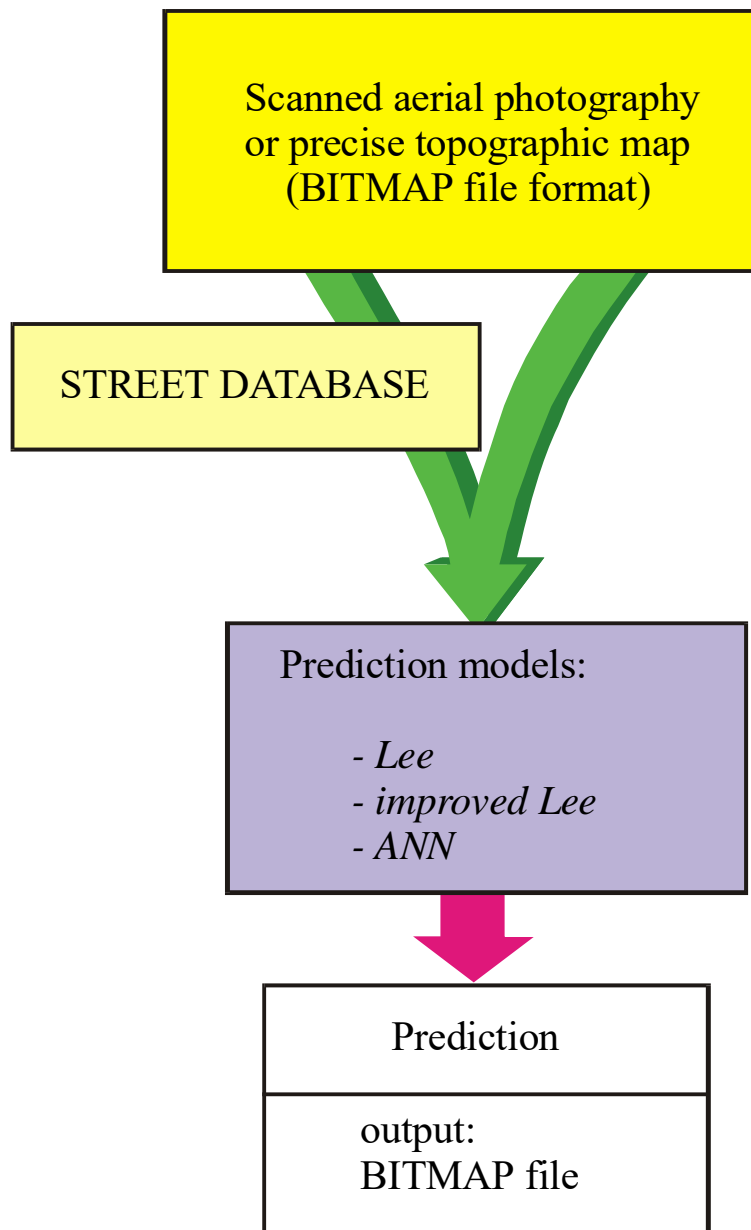 Scanned aerial photography
or precise topographic map
(BITMAP file format)
STREET DATABASE
Prediction models:
- Lee
- improved Lee
- ANN
Prediction
output:
BITMAP file